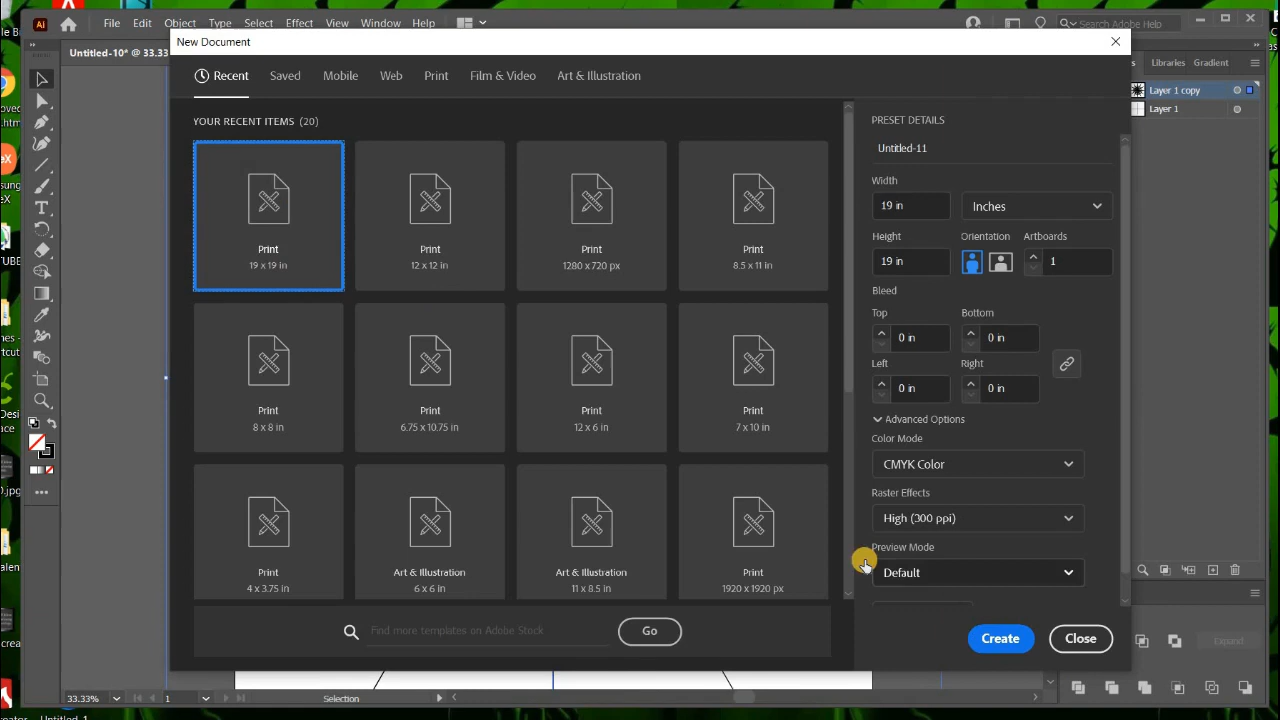 Ai
File Edit Object Type Select Effect View Window Help
Search Adobe Help
Untitled-10* @ 33.33
New Document
Libraries Gradient
Recent Saved Mobile Web Print Film & Video Art & Illustration
Layer 1 copy
Layer 1
YOUR RECENT ITEMS (20)
PRESET DETAILS
Untitled-11
Width
19 in Inches
Height Orientation Artboards
19 in 1
Print Print Print Print
19 x 19 in 12 x 12 in 1280 x 720 px 8.5 x 11 in
Bleed
Top Bottom
0 in 0 in
Left Right
0 in 0 in
Print Print Print Print
8 x 8 in 6.75 x 10.75 in 12 x 6 in 7 x 10 in
Advanced Options
Color Mode
CMYK Color
Raster Effects
High (300 ppi)
Preview Mode
Default
Print Art & Illustration Art & Illustration Print
4 x 3.75 in 6 x 6 in 11 x 8.5 in 1920 x 1920 px
Find more templates on Adobe Stock Go
Create Close
Expand
33.33% 1 Selection